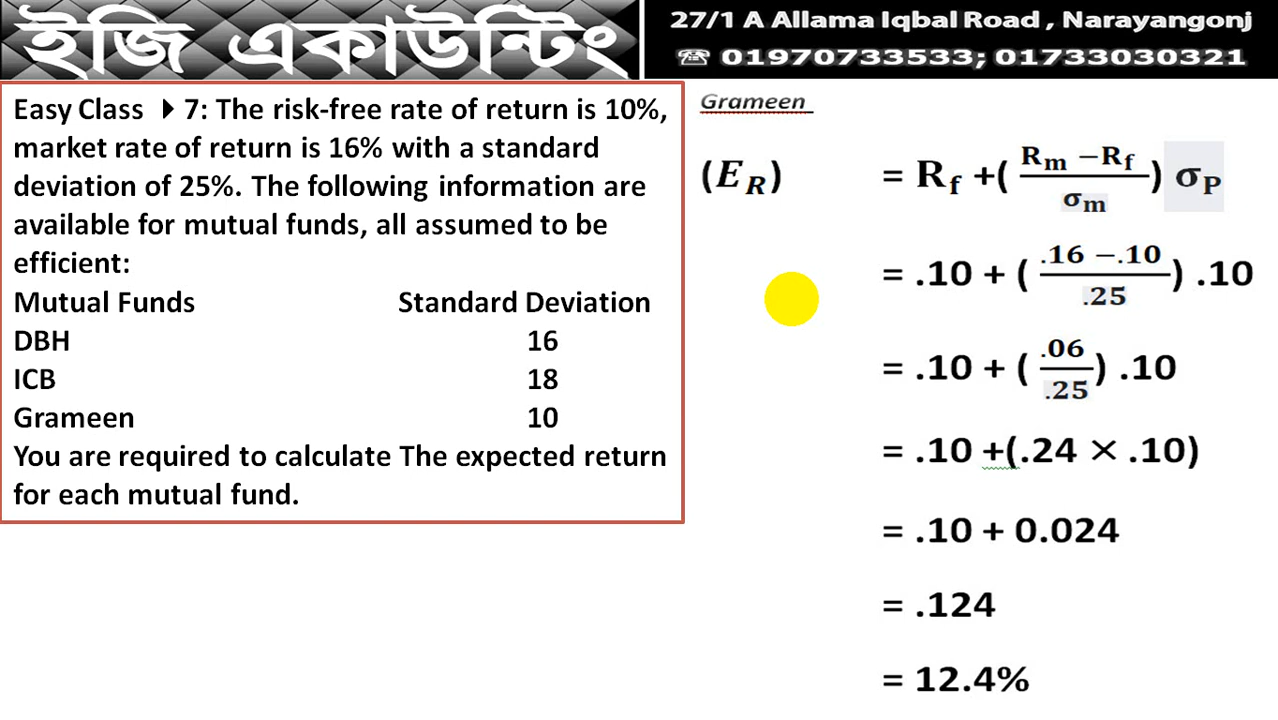 ইজি একাউন্টিং
27/1 A Allama Iqbal Road , Narayangonj
☎ 01970733533; 01733030321
Easy Class 🞂 7: The risk-free rate of return is 10%,
market rate of return is 16% with a standard
deviation of 25%. The following information are
available for mutual funds, all assumed to be
efficient:
Mutual Funds Standard Deviation
DBH 16
ICB 18
Grameen 10
You are required to calculate The expected return
for each mutual fund.
Grameen
(E_R) = R_f +( (R_m −R_f)/σ_m ) σ_P
= .10 + ( (.16 −.10)/.25 ) .10
= .10 + ( .06/.25 ) .10
= .10 +(.24 × .10)
= .10 + 0.024
= .124
= 12.4%